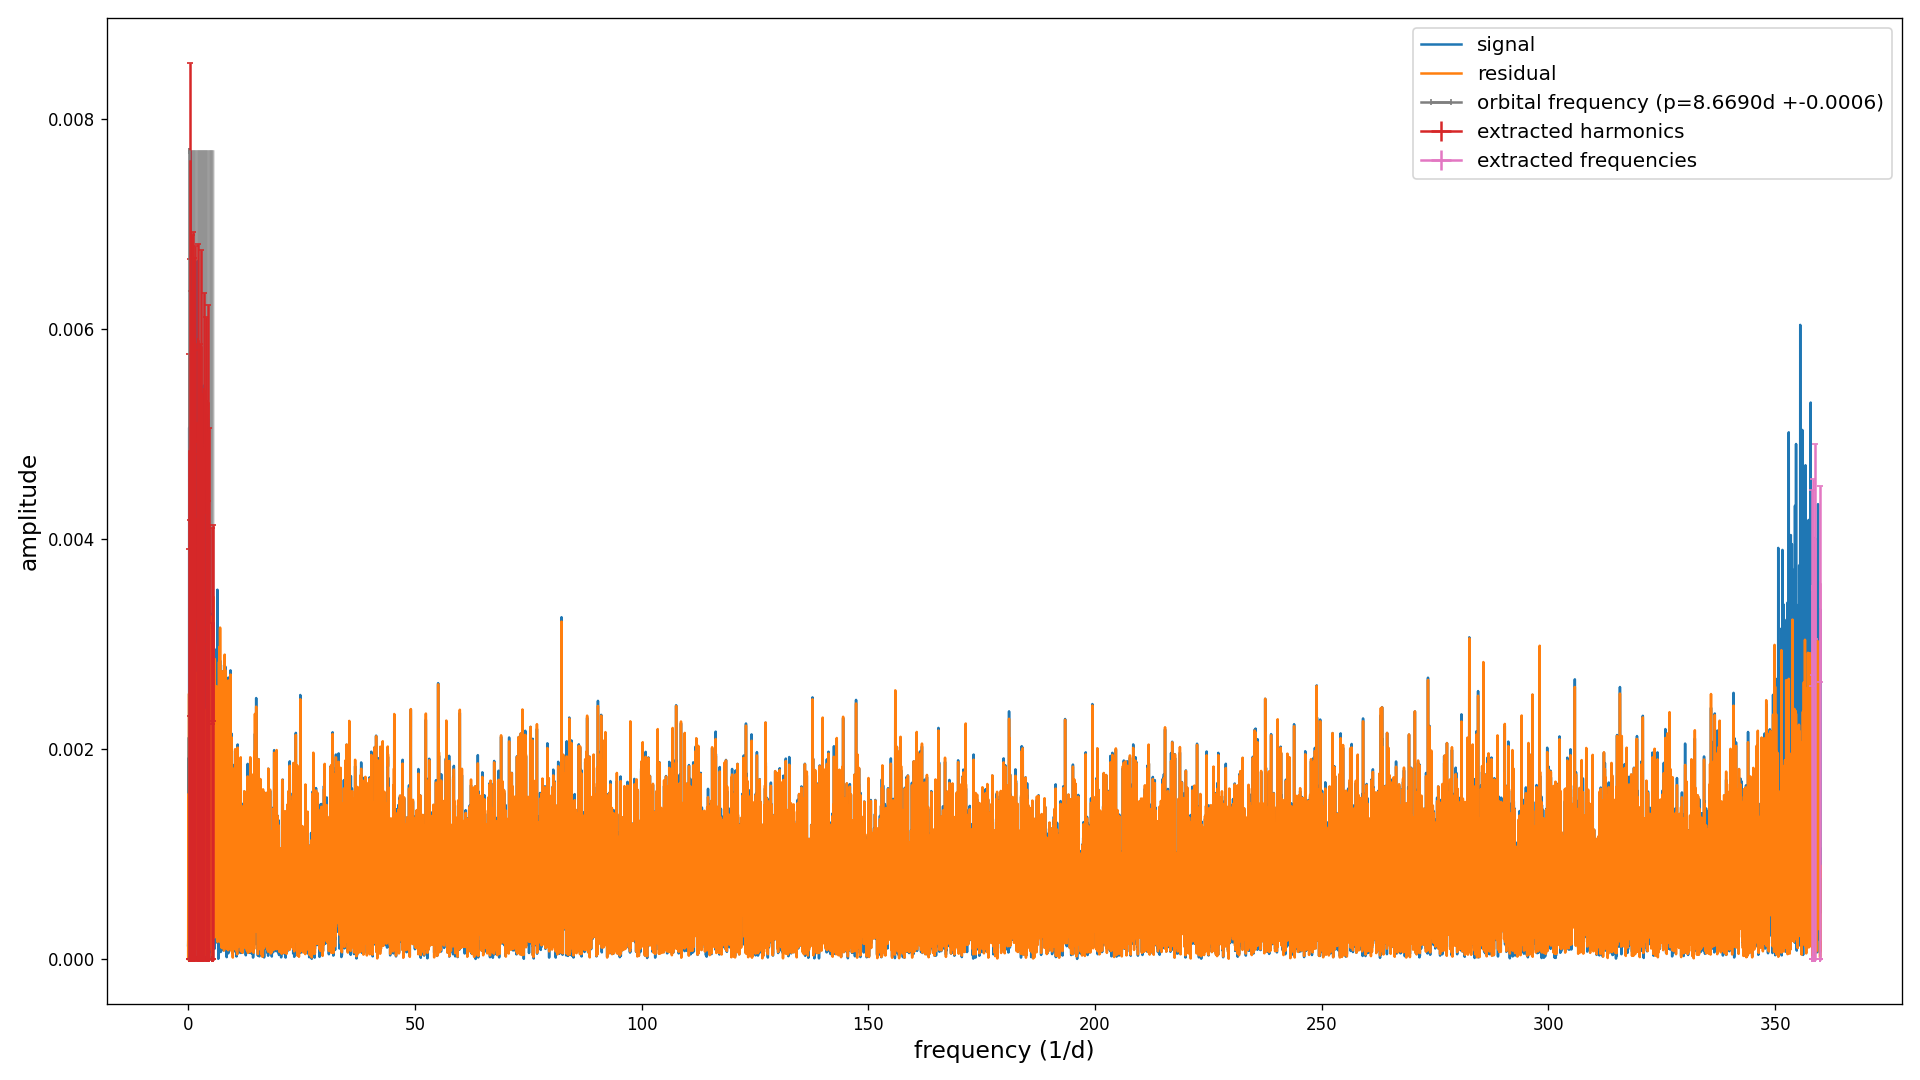 signal
residual
orbital frequency (p=8.6690d +-0.0006)
extracted harmonics
extracted frequencies
0.008
0.006
0.004
0.002
0.000
amplitude
0 50 100 150 200 250 300 350
frequency (1/d)